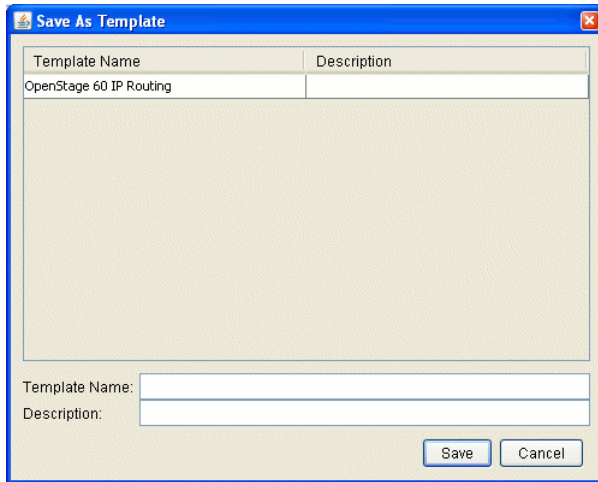 Save As Template
Template Name Description
OpenStage 60 IP Routing
Template Name:
Description:
Save Cancel